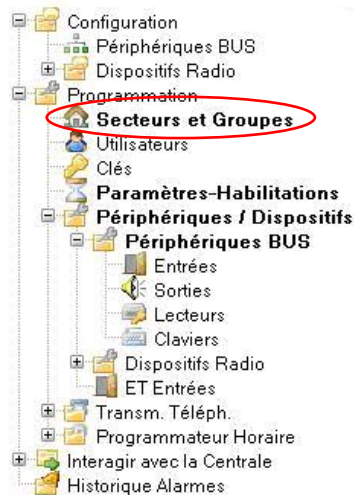 Configuration
Périphériques BUS
Dispositifs Radio
Programmation
Secteurs et Groupes
Utilisateurs
Clés
Paramètres-Habilitations
Périphériques / Dispositifs
Périphériques BUS
Entrées
Sorties
Lecteurs
Claviers
Dispositifs Radio
ET Entrées
Transm. Téléph.
Programmateur Horaire
Interagir avec la Centrale
Historique Alarmes